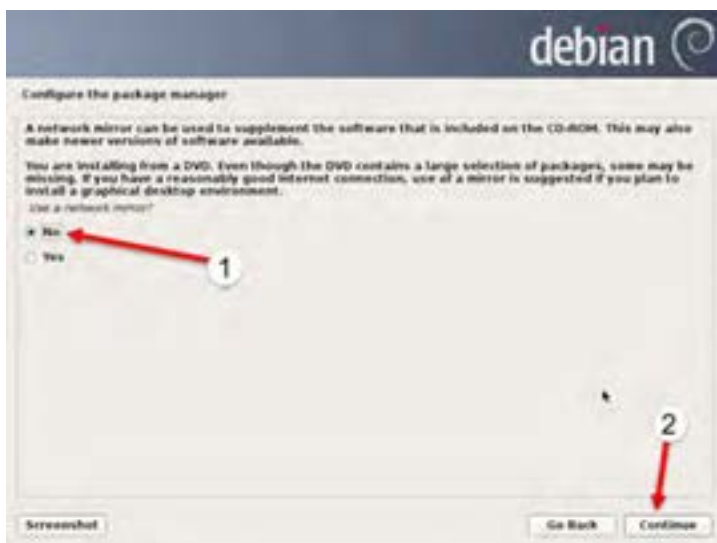 debian
Configure the package manager
A network mirror can be used to supplement the software that is included on the CD-ROM. This may also
make newer versions of software available.
You are installing from a DVD. Even though the DVD contains a large selection of packages, some may be
missing. If you have a reasonably good Internet connection, use of a mirror is suggested if you plan to
install a graphical desktop environment.
Use a network mirror?
No
Yes
1
2
Screenshot
Go Back
Continue